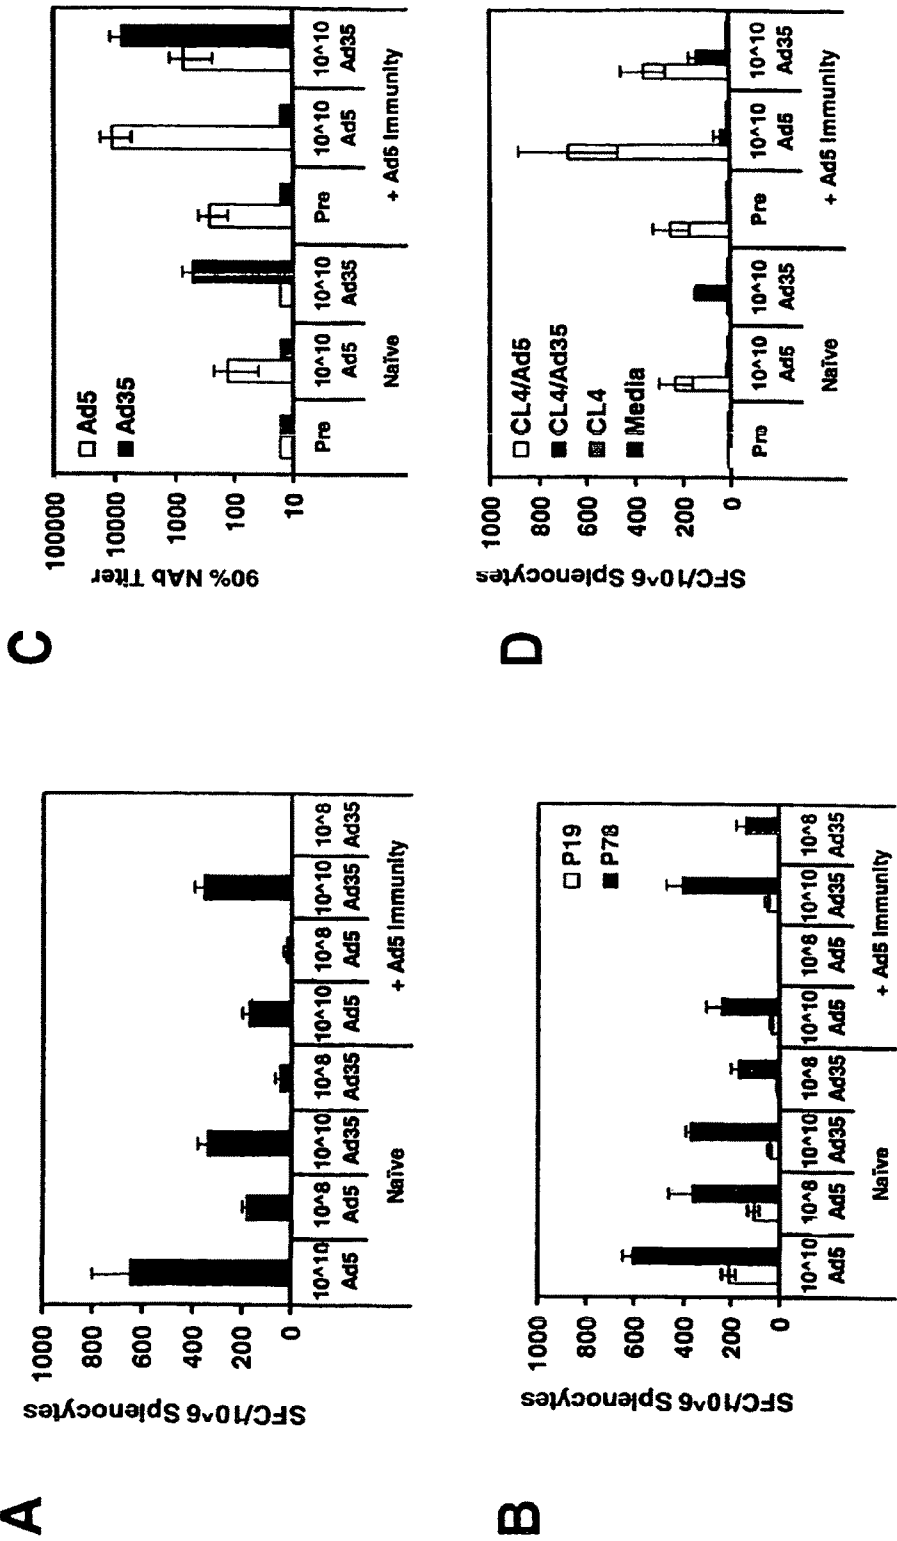 A
SFC/10^6 Splenocytes
1000
800
600
400
200
0
10^10 10^8 10^10 10^8 10^10 10^8 10^10 10^8
Ad5 Ad5 Ad35 Ad35 Ad5 Ad5 Ad35 Ad35
Naïve + Ad5 Immunity
B
SFC/10^6 Splenocytes
1000
800
600
400
200
0
P19
P78
10^10 10^8 10^10 10^8 10^10 10^8 10^10 10^8
Ad5 Ad5 Ad35 Ad35 Ad5 Ad5 Ad35 Ad35
Naïve + Ad5 Immunity
C
90% NAb Titer
100000
10000
1000
100
10
Ad5
Ad35
Pre 10^10 10^10 Pre 10^10 10^10
Ad5 Ad35 Ad5 Ad35
Naïve + Ad5 Immunity
D
SFC/10^6 Splenocytes
1000
800
600
400
200
0
CL4/Ad5
CL4/Ad35
CL4
Media
Pre 10^10 10^10 Pre 10^10 10^10
Ad5 Ad35 Ad5 Ad35
Naïve + Ad5 Immunity